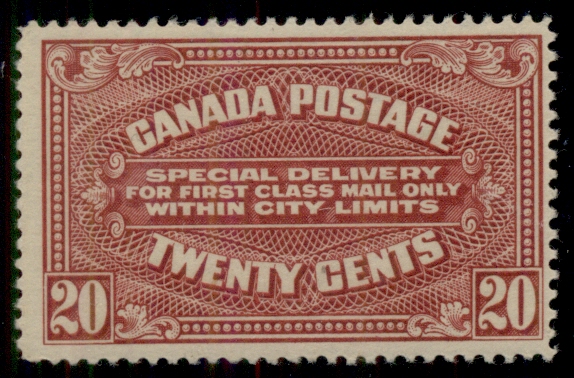 CANADA POSTAGE
SPECIAL DELIVERY
FOR FIRST CLASS MAIL ONLY
WITHIN CITY LIMITS
TWENTY CENTS
20 20